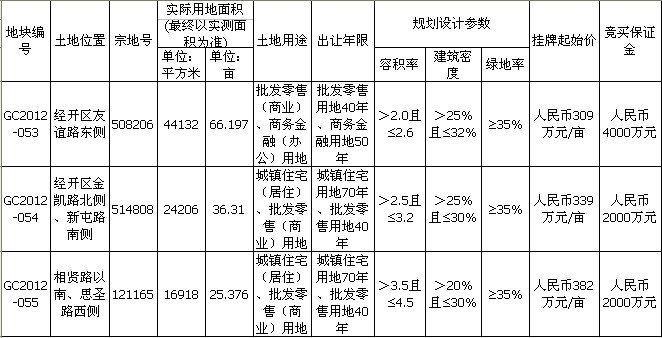 地块编号
土地位置
宗地号
实际用地面积
(最终以实测面积为准)
单位：平方米
单位：亩
土地用途
出让年限
规划设计参数
容积率
建筑密度
绿地率
挂牌起始价
竞买保证金
GC2012-053
经开区友谊路东侧
508206
44132
66.197
批发零售（商业）、商务金融（办公）用地
批发零售用地40年、商务金融用地50年
＞2.0且≤2.6
＞25%且≤32%
≥35%
人民币309万元/亩
人民币4000万元
GC2012-054
经开区金凯路北侧、新屯路南侧
514808
24206
36.31
城镇住宅（居住）、批发零售（商业）用地
城镇住宅用地70年、批发零售用地40年
＞2.5且≤3.2
＞25%且≤30%
≥35%
人民币339万元/亩
人民币2000万元
GC2012-055
相贤路以南、思圣路西侧
121165
16918
25.376
城镇住宅（居住）、批发零售（商业）用地
城镇住宅用地70年、批发零售用地40年
＞3.5且≤4.5
＞20%且≤30%
≥35%
人民币382万元/亩
人民币2000万元